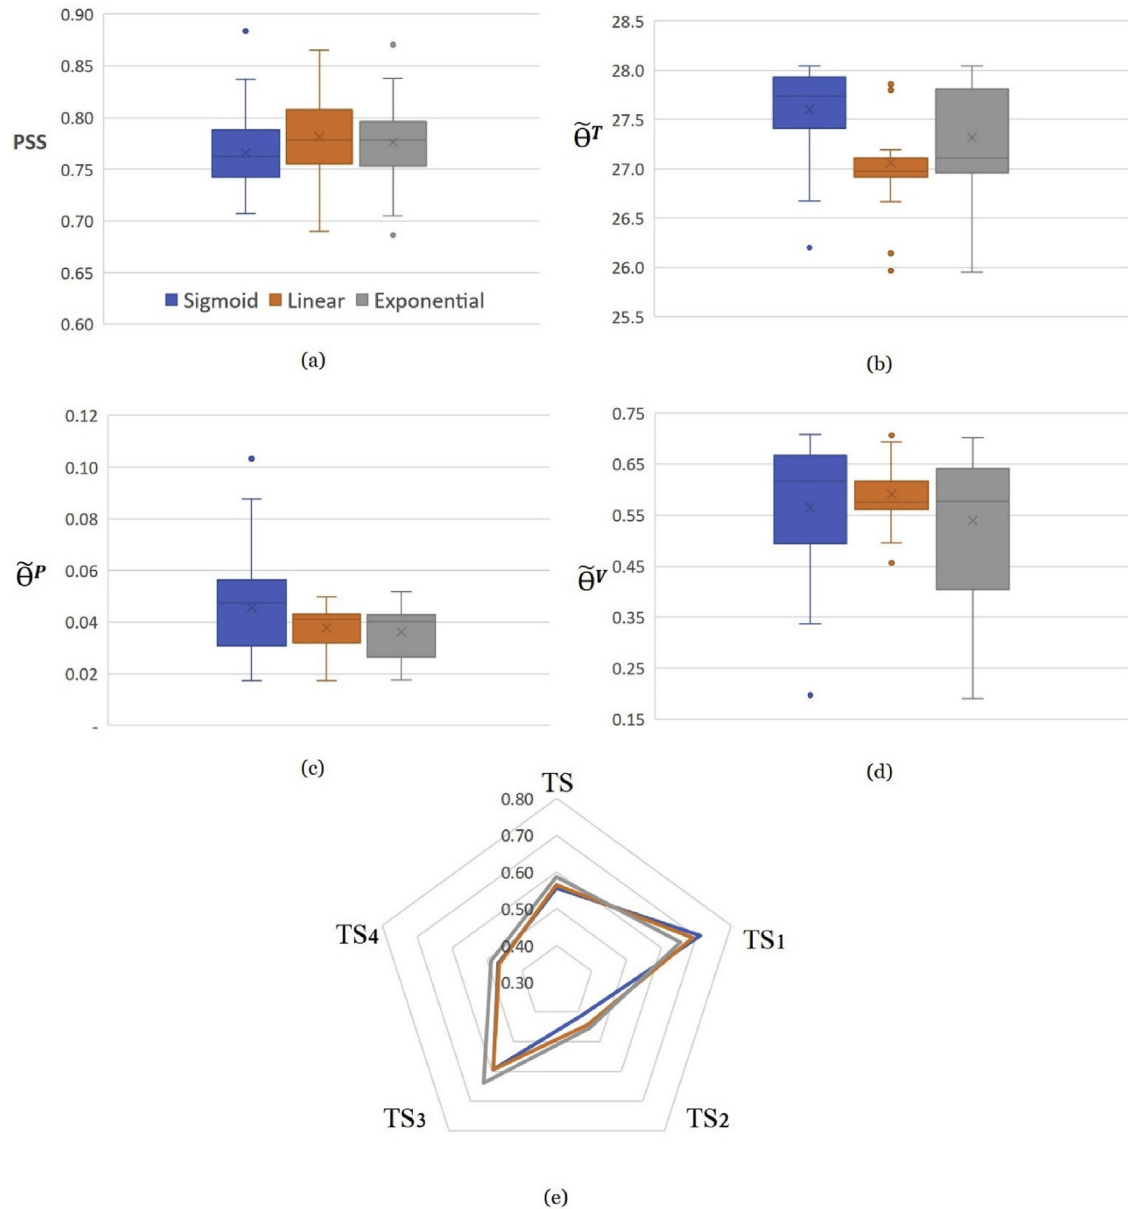 0.90
0.85
0.80
PSS
0.75
0.70
0.65
0.60
Sigmoid Linear Exponential
(a)
28.5
28.0
27.5
Θ̃ᵀ
27.0
26.5
26.0
25.5
(b)
0.12
0.10
0.08
0.06
Θ̃ᴾ
0.04
0.02
-
(c)
0.75
0.65
0.55
0.45
Θ̃ⱽ
0.35
0.25
0.15
(d)
TS
0.80
0.70
0.60
0.50
0.40
0.30
TS4
TS1
TS3
TS2
(e)